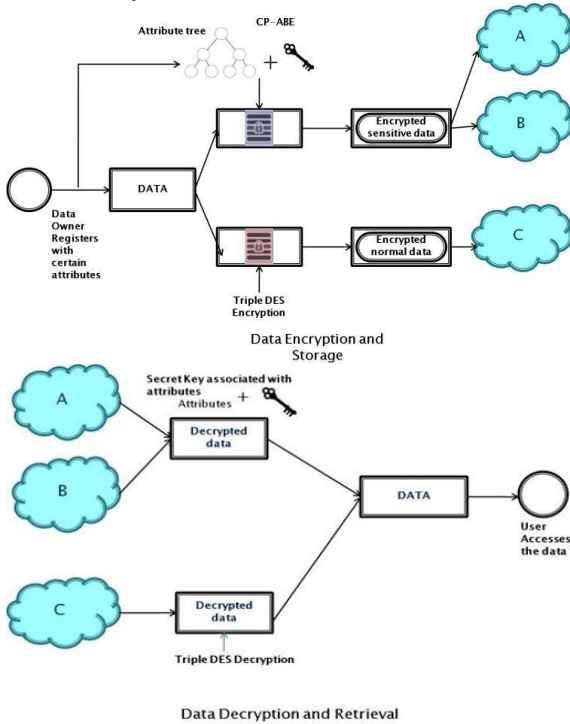 Attribute tree
CP-ABE
+
A
B
DATA
Encrypted
sensitive data
Data
Owner
Registers
with
certain
attributes
Encrypted
normal data
C
Triple DES
Encryption
Data Encryption and
Storage
Secret Key associated with
attributes
Attributes +
A
Decrypted
data
B
DATA
User
Accesses
the data
C
Decrypted
data
Triple DES Decryption
Data Decryption and Retrieval